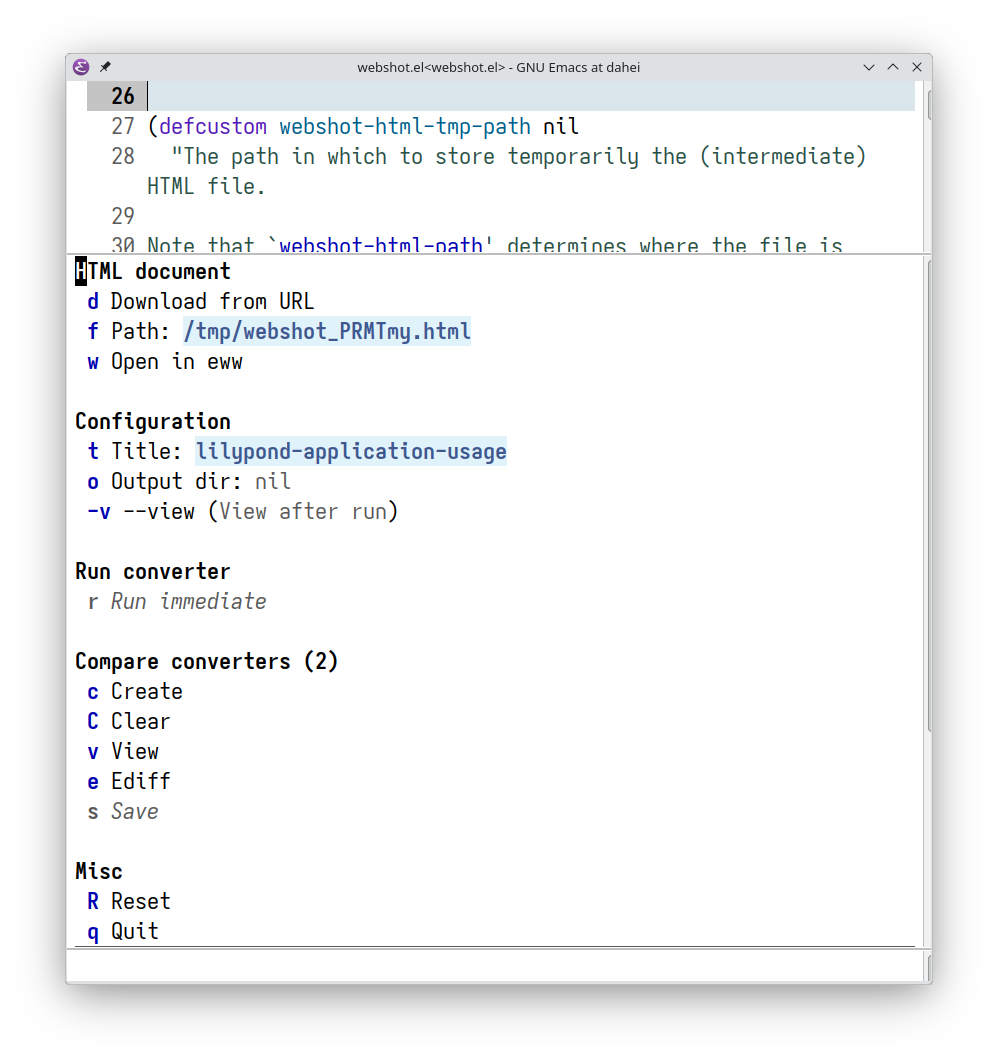 webshot.el<webshot.el> - GNU Emacs at dahei
26
27 (defcustom webshot-html-tmp-path nil
28 "The path in which to store temporarily the (intermediate)
HTML file.
29
30 Note that `webshot-html-path' determines where the file is
HTML document
d Download from URL
f Path: /tmp/webshot_PRMTmy.html
w Open in eww
Configuration
t Title: lilypond-application-usage
o Output dir: nil
-v --view (View after run)
Run converter
r Run immediate
Compare converters (2)
c Create
C Clear
v View
e Ediff
s Save
Misc
R Reset
q Quit